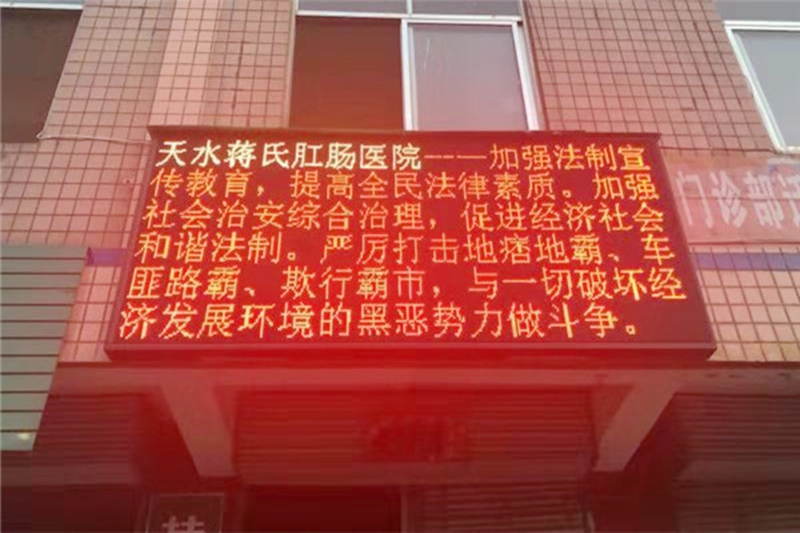 天水蒋氏肛肠医院——加强法制宣
传教育，提高全民法律素质。加强
社会治安综合治理，促进经济社会
和谐法制。严厉打击地痞地霸、车
匪路霸、欺行霸市，与一切破坏经
济发展环境的黑恶势力做斗争。
门诊部